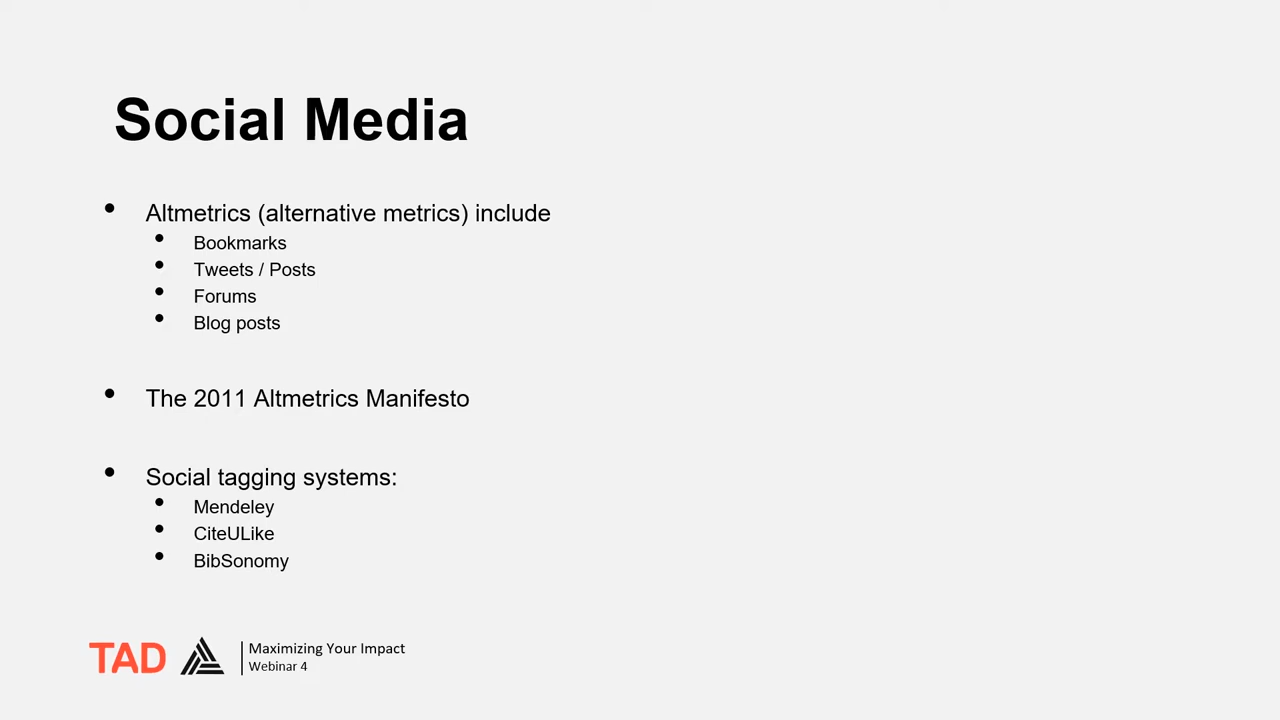 Social Media
• Altmetrics (alternative metrics) include
• Bookmarks
• Tweets / Posts
• Forums
• Blog posts
• The 2011 Altmetrics Manifesto
• Social tagging systems:
• Mendeley
• CiteULike
• BibSonomy
TAD
Maximizing Your Impact
Webinar 4